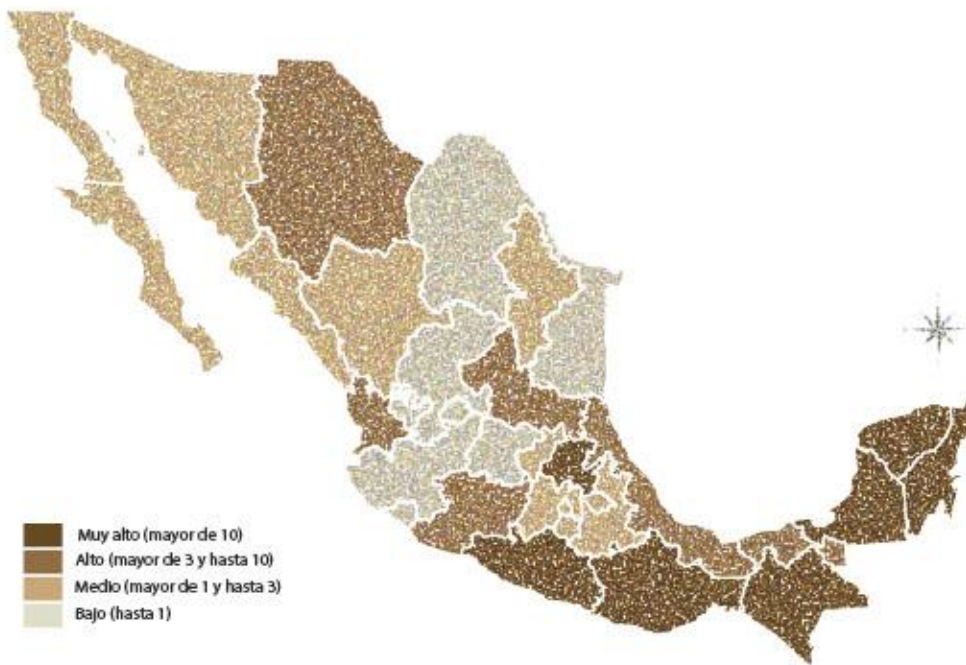 Muy alto (mayor de 10)
Alto (mayor de 3 y hasta 10)
Medio (mayor de 1 y hasta 3)
Bajo (hasta 1)